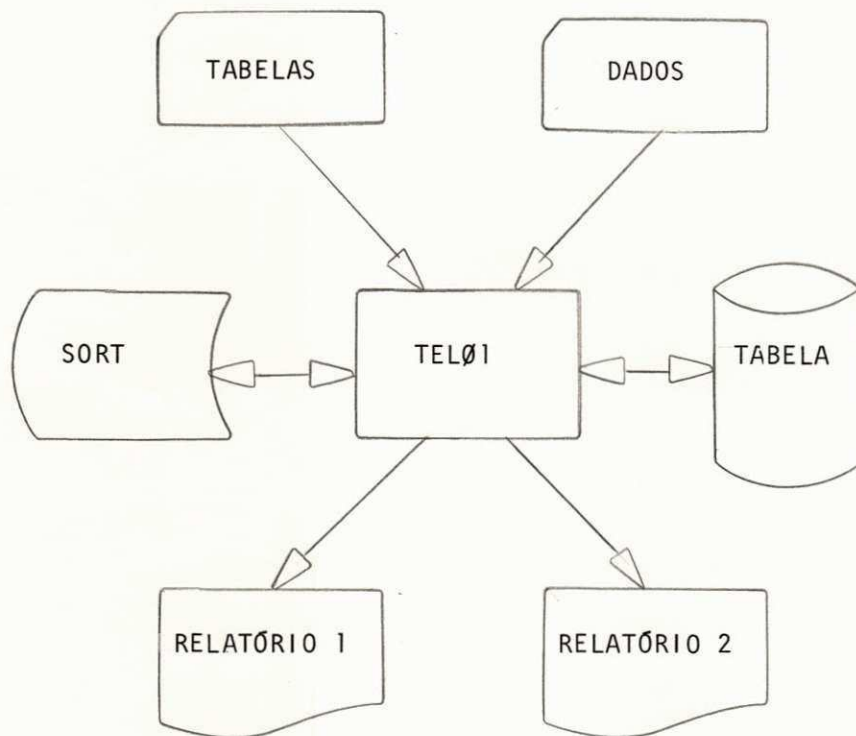 TABELAS
DADOS
SORT
TELØ1
TABELA
RELATÓRIO 1
RELATÓRIO 2